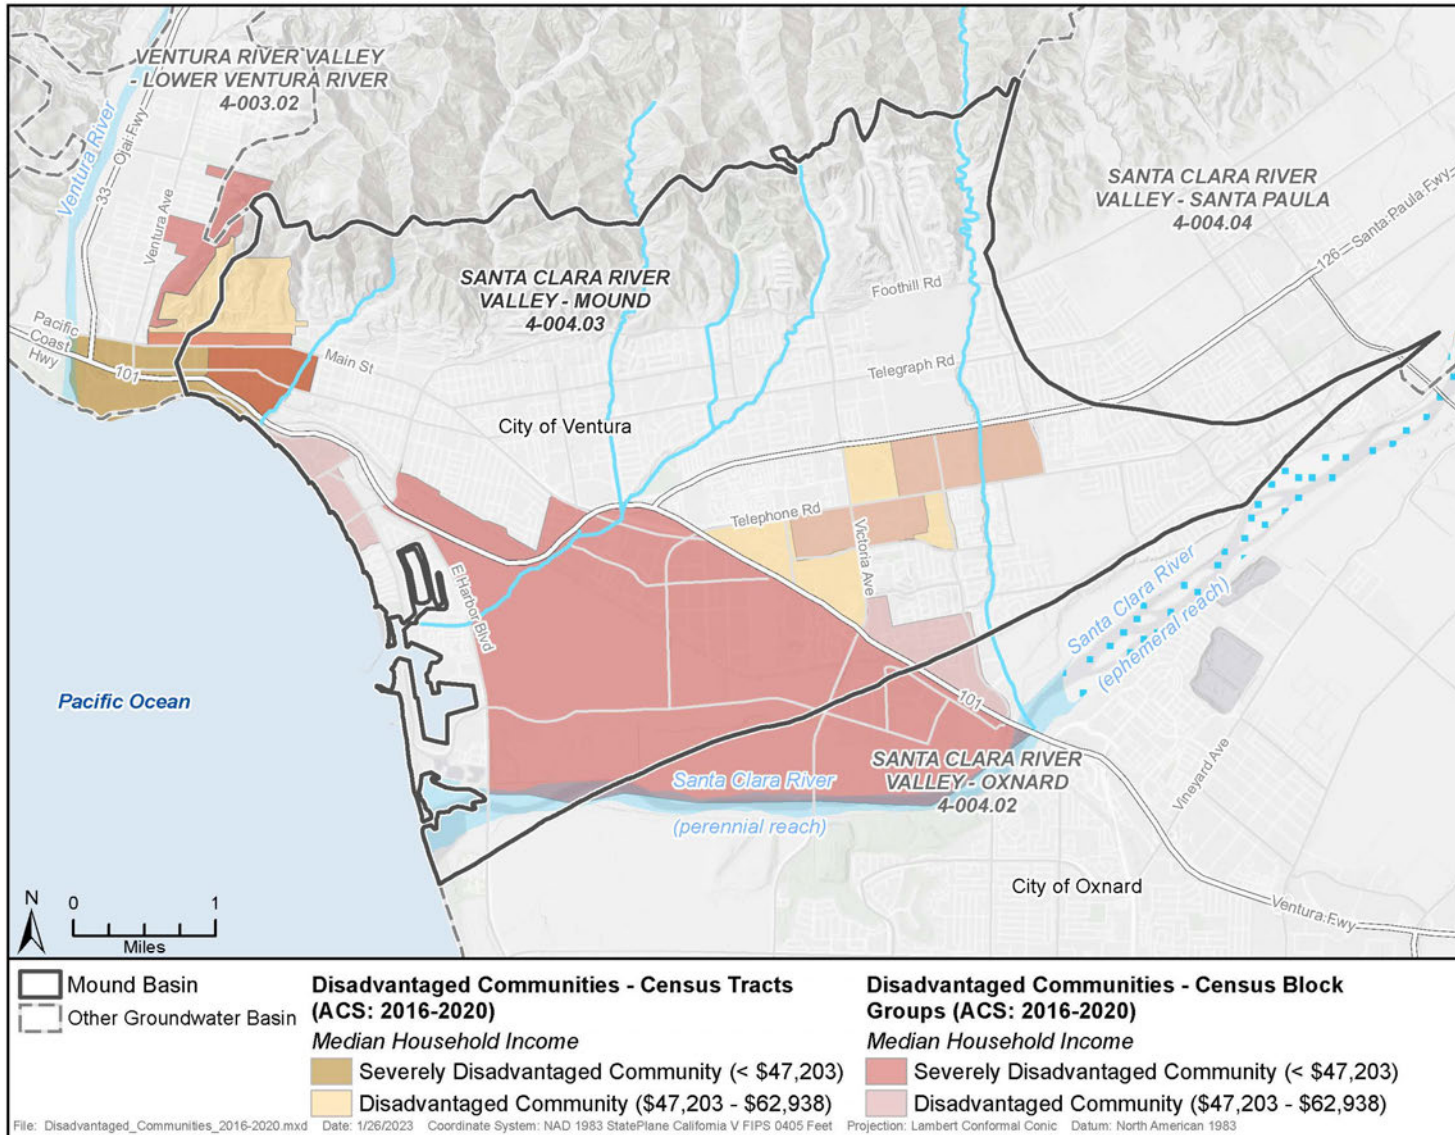 VENTURA RIVER VALLEY
- LOWER VENTURA RIVER
4-003.02
Ventura River
33
Ojai Fwy
Ventura Ave
SANTA CLARA RIVER
VALLEY - SANTA PAULA
4-004.04
126
Santa Paula Fwy
SANTA CLARA RIVER
VALLEY - MOUND
4-004.03
Foothill Rd
Pacific
Coast
Hwy
101
Main St
Telegraph Rd
City of Ventura
Telephone Rd
Victoria Ave
E Harbor Blvd
Santa Clara River
(ephemeral reach)
Pacific Ocean
101
SANTA CLARA RIVER
VALLEY - OXNARD
4-004.02
Santa Clara River
(perennial reach)
Vineyard Ave
City of Oxnard
Ventura Fwy
N
0 1
Miles
Mound Basin
Other Groundwater Basin
Disadvantaged Communities - Census Tracts
(ACS: 2016-2020)
Median Household Income
Severely Disadvantaged Community (< $47,203)
Disadvantaged Community ($47,203 - $62,938)
Disadvantaged Communities - Census Block
Groups (ACS: 2016-2020)
Median Household Income
Severely Disadvantaged Community (< $47,203)
Disadvantaged Community ($47,203 - $62,938)
File: Disadvantaged_Communities_2016-2020.mxd Date: 1/26/2023 Coordinate System: NAD 1983 StatePlane California V FIPS 0405 Feet Projection: Lambert Conformal Conic Datum: North American 1983